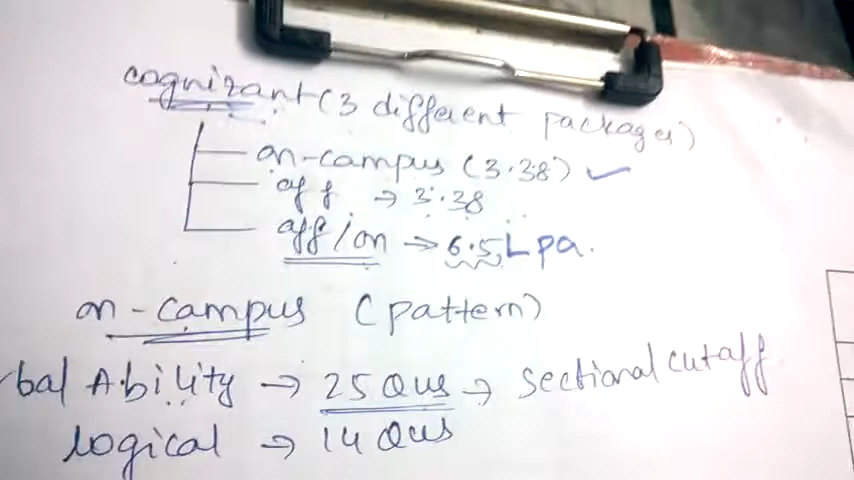 cognizant (3 different packages)
on-campus (3.38) ✓
off → 3.38
off/on → 6.5 Lpa.
on-campus (pattern)
bal Ability → 25 Qus → Sectional cutoff
logical → 14 Qus